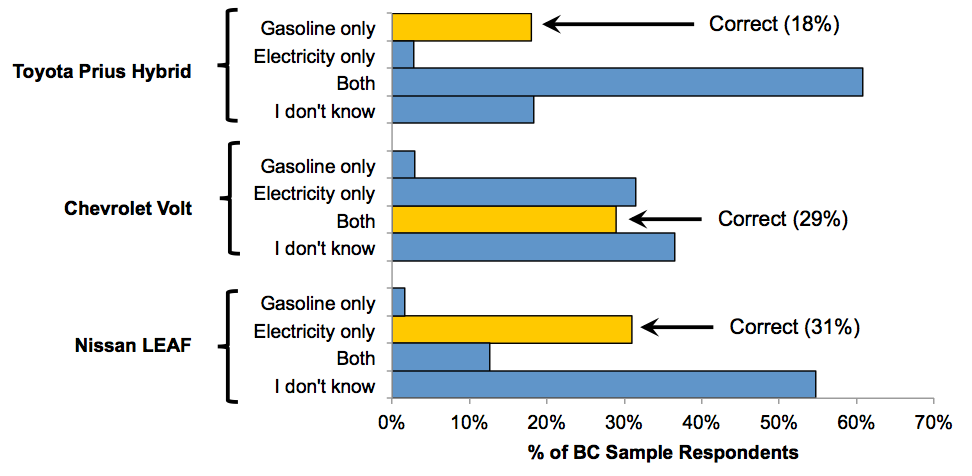 Toyota Prius Hybrid
Gasoline only
Electricity only
Both
I don't know
Correct (18%)
Chevrolet Volt
Gasoline only
Electricity only
Both
I don't know
Correct (29%)
Nissan LEAF
Gasoline only
Electricity only
Both
I don't know
Correct (31%)
0% 10% 20% 30% 40% 50% 60% 70%
% of BC Sample Respondents